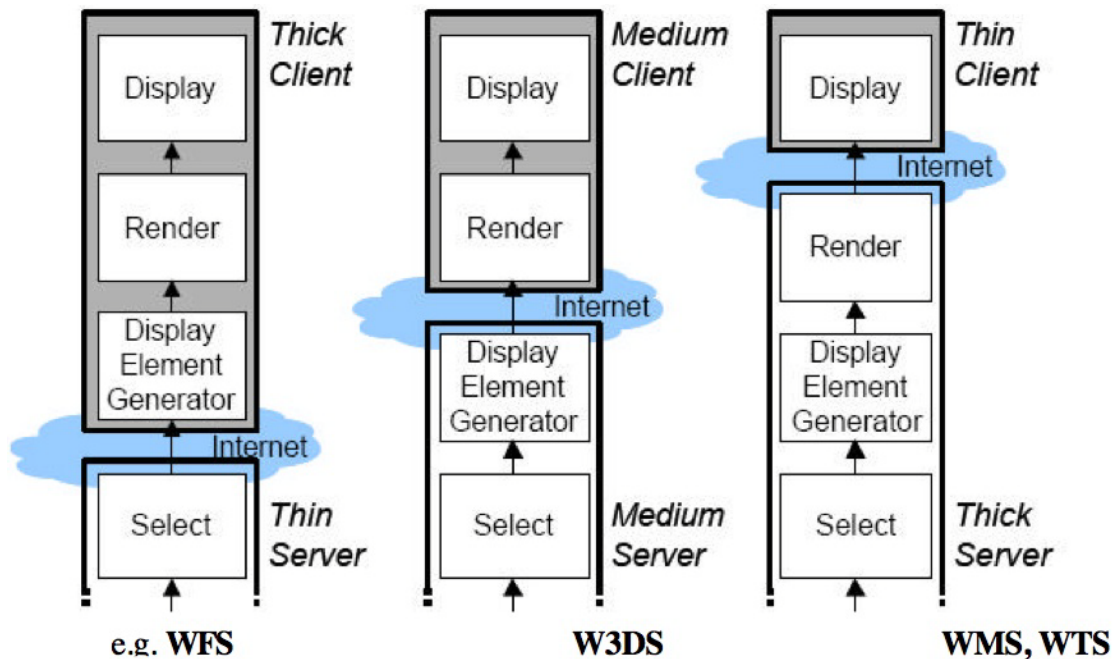 Thick
Client
Display
Render
Display
Element
Generator
Internet
Select
Thin
Server
e.g. WFS
Medium
Client
Display
Render
Internet
Display
Element
Generator
Select
Medium
Server
W3DS
Thin
Client
Display
Internet
Render
Display
Element
Generator
Select
Thick
Server
WMS, WTS